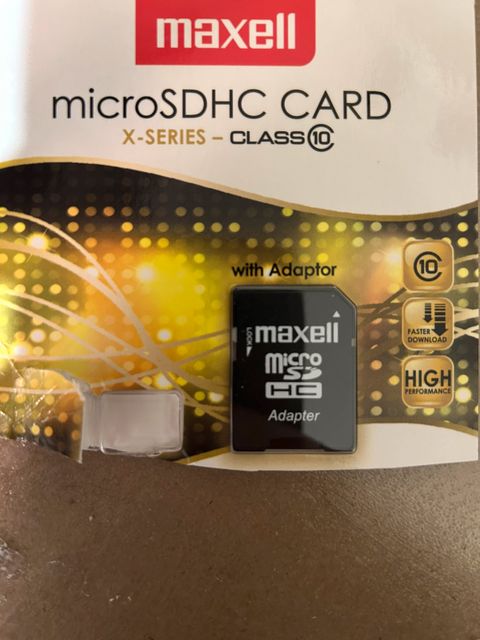 maxell
microSDHC CARD
X-SERIES – CLASS 10
with Adaptor
10
FASTER
DOWNLOAD
HIGH
PERFORMANCE
LOCK
maxell
micro
SD
HC
Adapter